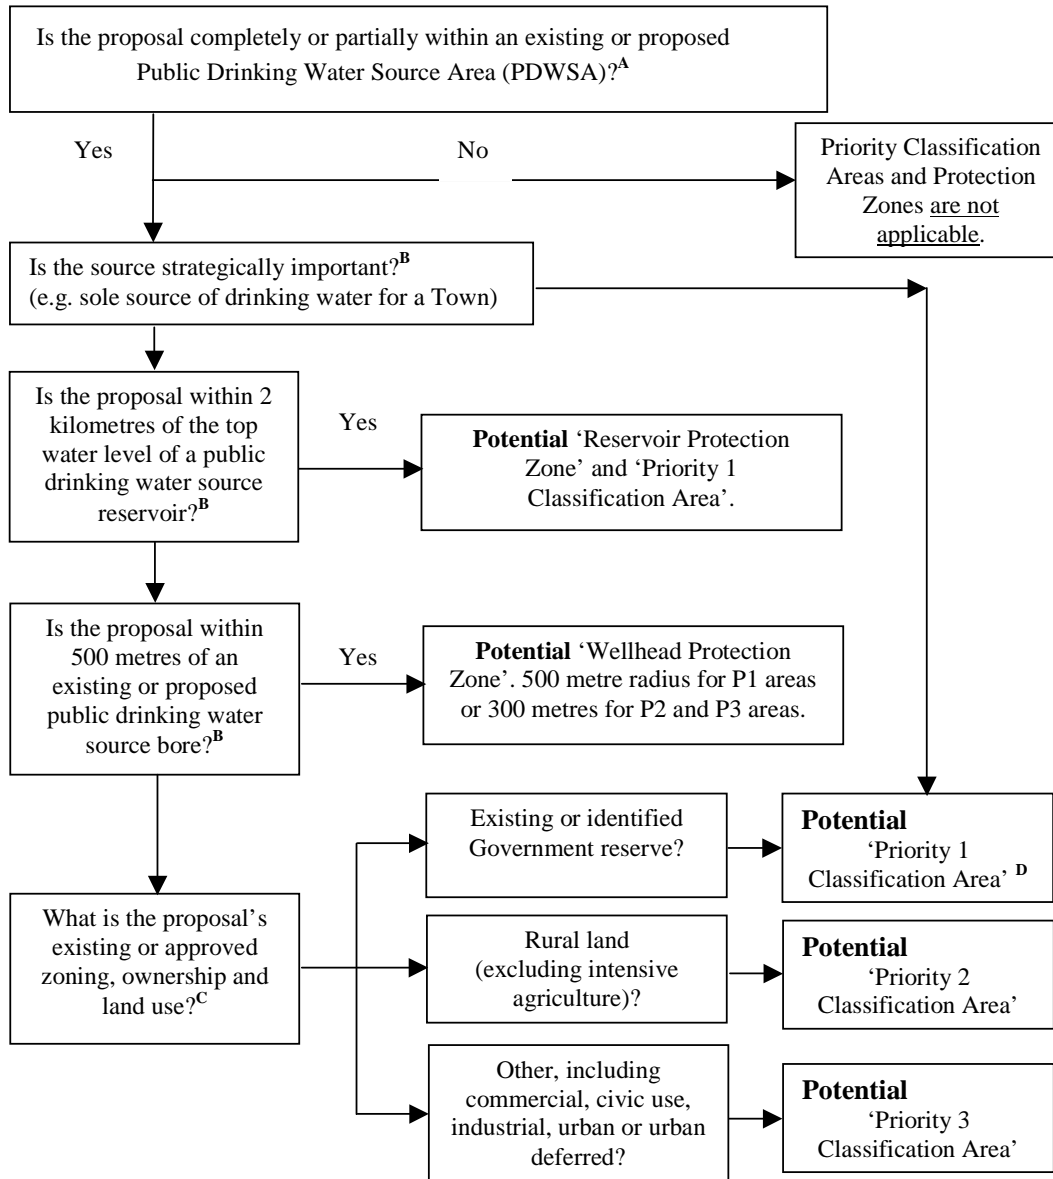 Is the proposal completely or partially within an existing or proposed
Public Drinking Water Source Area (PDWSA)?A
Yes
No
Priority Classification
Areas and Protection
Zones are not
applicable.
Is the source strategically important?B
(e.g. sole source of drinking water for a Town)
Is the proposal within 2
kilometres of the top
water level of a public
drinking water source
reservoir?B
Yes
Potential ‘Reservoir Protection
Zone’ and ‘Priority 1
Classification Area’.
Is the proposal within
500 metres of an
existing or proposed
public drinking water
source bore?B
Yes
Potential ‘Wellhead Protection
Zone’. 500 metre radius for P1 areas
or 300 metres for P2 and P3 areas.
What is the proposal’s
existing or approved
zoning, ownership and
land use?C
Existing or identified
Government reserve?
Potential
‘Priority 1
Classification Area’ D
Rural land
(excluding intensive
agriculture)?
Potential
‘Priority 2
Classification Area’
Other, including
commercial, civic use,
industrial, urban or urban
deferred?
Potential
‘Priority 3
Classification Area’